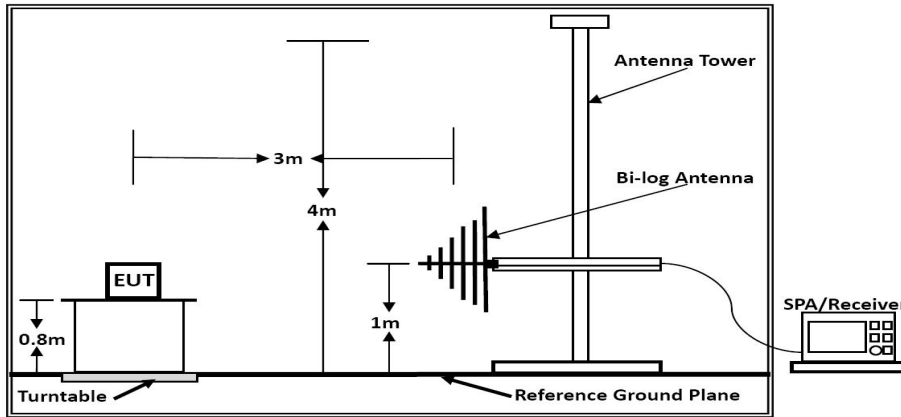 Antenna Tower
3m
Bi-log Antenna
4m
EUT
SPA/Receiver
1m
0.8m
Turntable
Reference Ground Plane